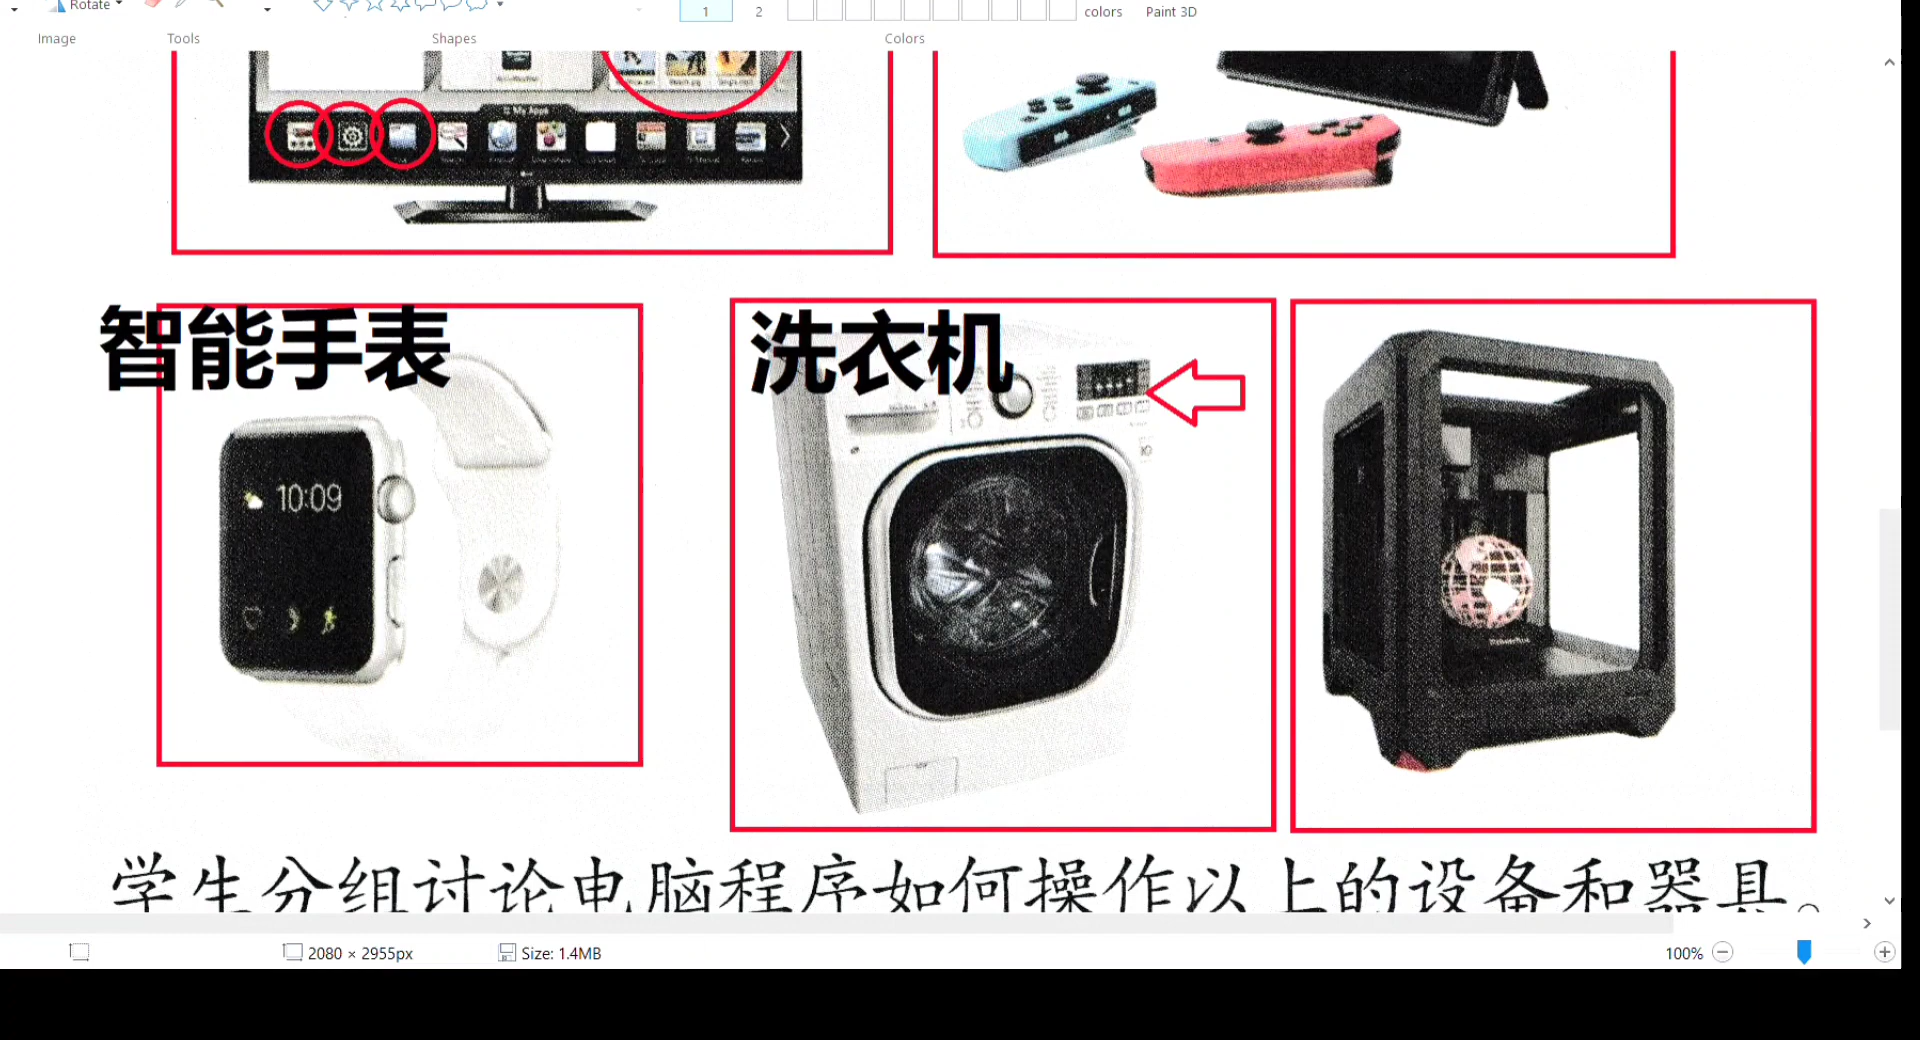 Rotate
1 2 colors Paint 3D
Image Tools Shapes Colors
My Apps
智能手表
洗衣机
10:09
学生分组讨论电脑程序如何操作以上的设备和器具。
2080 × 2955px Size: 1.4MB 100%